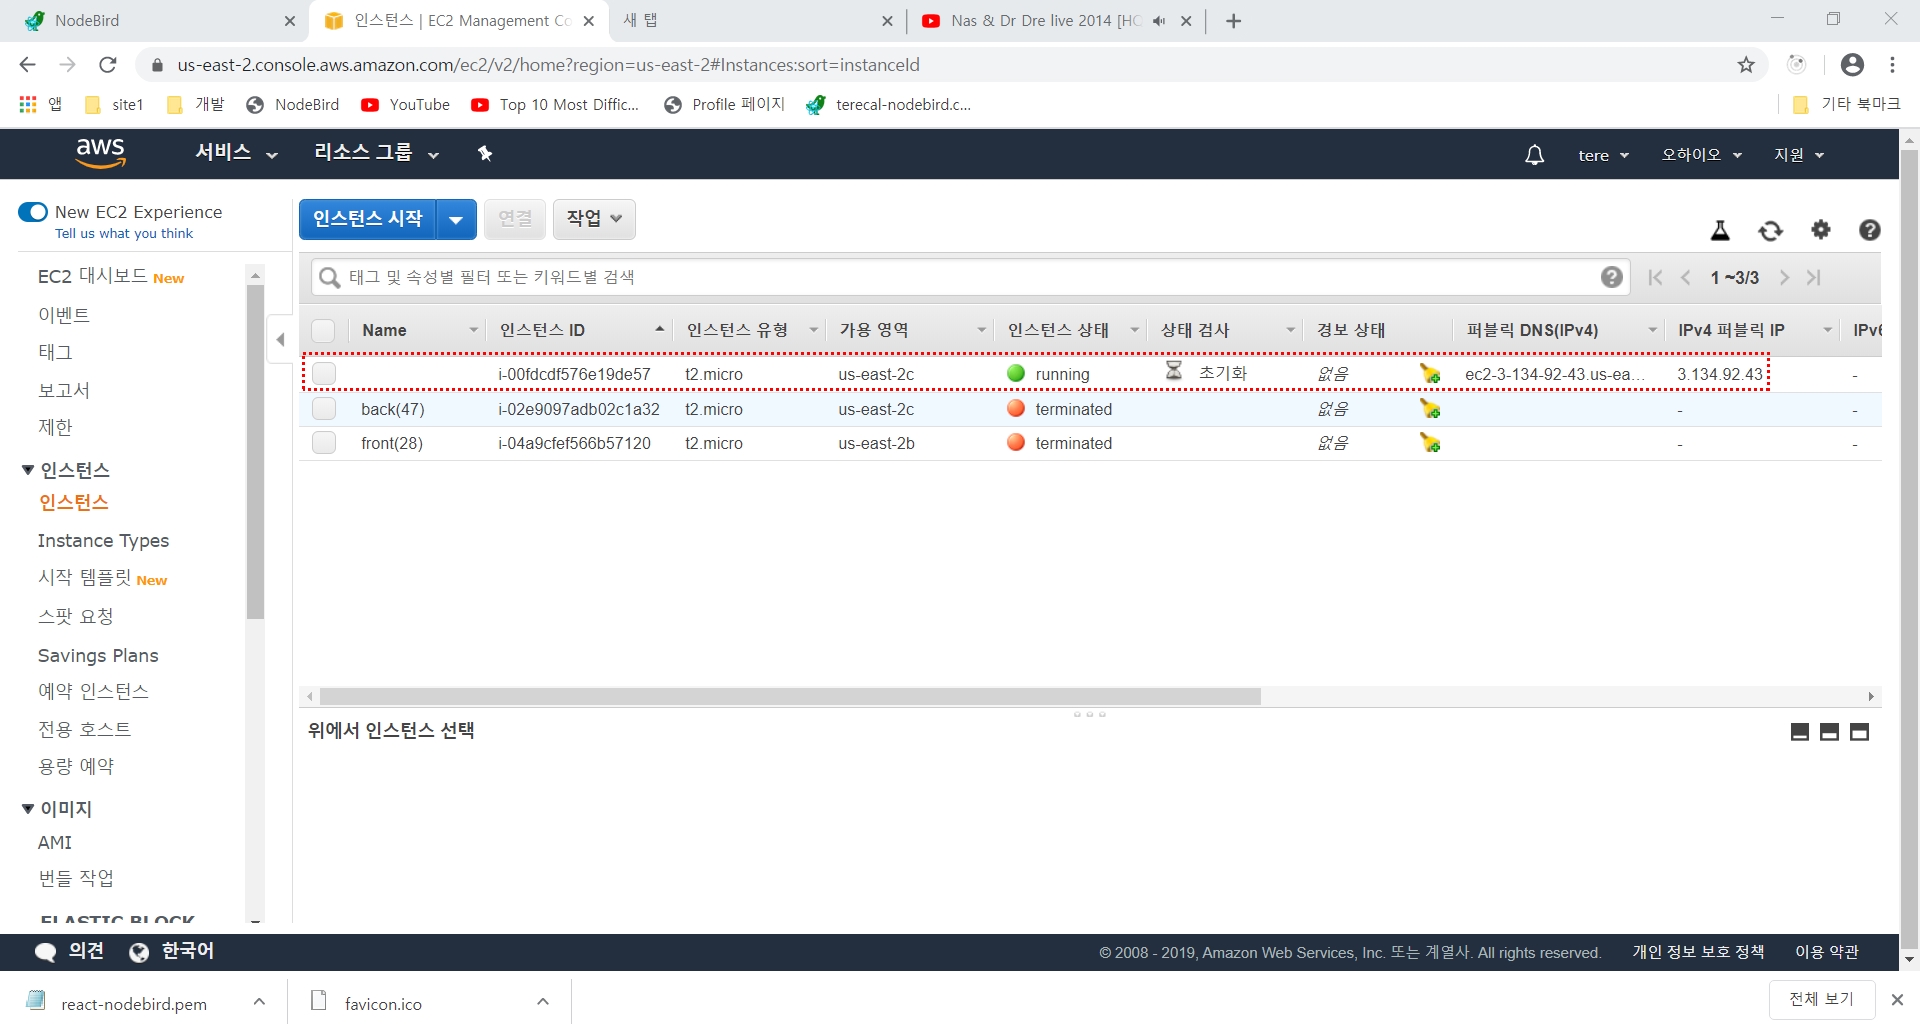 NodeBird
인스턴스 | EC2 Management Co
새 탭
Nas & Dr Dre live 2014 [HQ
us-east-2.console.aws.amazon.com/ec2/v2/home?region=us-east-2#Instances:sort=instanceId
앱 site1 개발 NodeBird YouTube Top 10 Most Diffic... Profile 페이지 terecal-nodebird.c... 기타 북마크
aws 서비스 리소스 그룹 tere 오하이오 지원
New EC2 Experience
Tell us what you think
EC2 대시보드 New
이벤트
태그
보고서
제한
인스턴스
인스턴스
Instance Types
시작 템플릿 New
스팟 요청
Savings Plans
예약 인스턴스
전용 호스트
용량 예약
이미지
AMI
번들 작업
ELASTIC BLOCK
인스턴스 시작 연결 작업
태그 및 속성별 필터 또는 키워드별 검색 1 ~3/3
Name 인스턴스 ID 인스턴스 유형 가용 영역 인스턴스 상태 상태 검사 경보 상태 퍼블릭 DNS(IPv4) IPv4 퍼블릭 IP IPv6
i-00fdcdf576e19de57 t2.micro us-east-2c running 초기화 없음 ec2-3-134-92-43.us-ea... 3.134.92.43 -
back(47) i-02e9097adb02c1a32 t2.micro us-east-2c terminated 없음 - -
front(28) i-04a9cfef566b57120 t2.micro us-east-2b terminated 없음 - -
위에서 인스턴스 선택
의견 한국어 © 2008 - 2019, Amazon Web Services, Inc. 또는 계열사. All rights reserved. 개인 정보 보호 정책 이용 약관
react-nodebird.pem favicon.ico 전체 보기